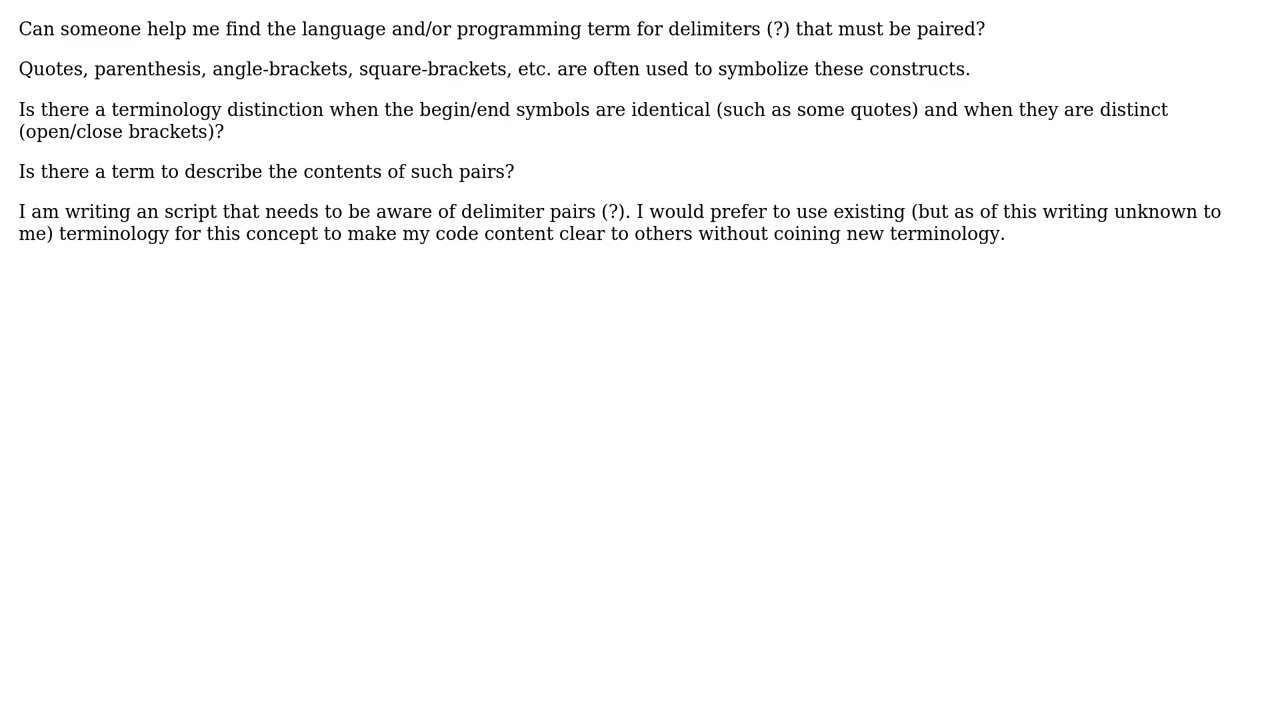 Can someone help me find the language and/or programming term for delimiters (?) that must be paired?
Quotes, parenthesis, angle-brackets, square-brackets, etc. are often used to symbolize these constructs.
Is there a terminology distinction when the begin/end symbols are identical (such as some quotes) and when they are distinct
(open/close brackets)?
Is there a term to describe the contents of such pairs?
I am writing an script that needs to be aware of delimiter pairs (?). I would prefer to use existing (but as of this writing unknown to
me) terminology for this concept to make my code content clear to others without coining new terminology.